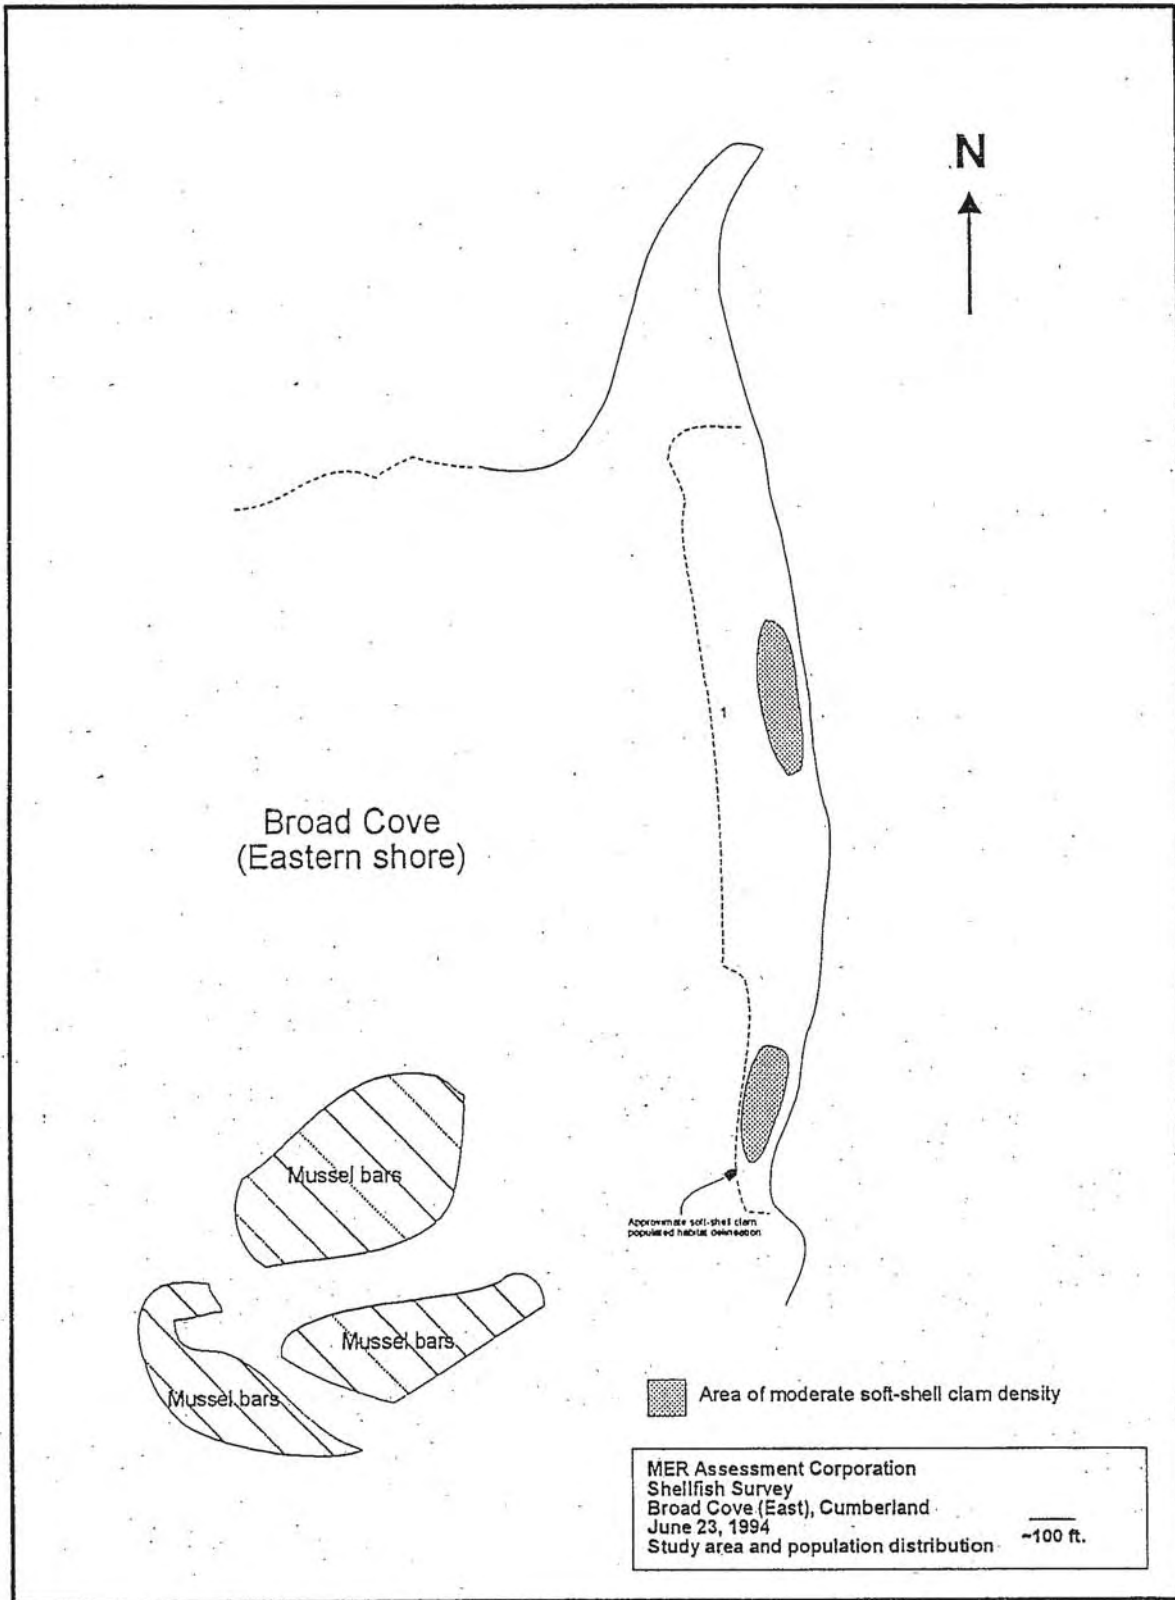 N
1
Broad Cove
(Eastern shore)
Mussel bars
Approximate soft-shell clam
populated habitat delineation
Mussel bars
Mussel bars
Area of moderate soft-shell clam density
MER Assessment Corporation
Shellfish Survey
Broad Cove (East), Cumberland
June 23, 1994
Study area and population distribution
~100 ft.